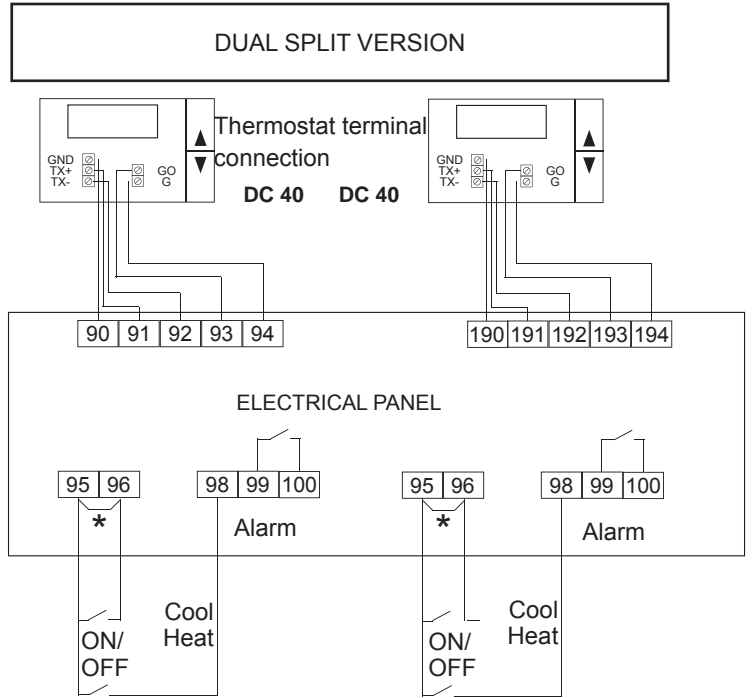 DUAL SPLIT VERSION
Thermostat terminal
connection
DC 40 DC 40
GND
TX+
TX-
GO
G
GND
TX+
TX-
GO
G
90 91 92 93 94
190 191 192 193 194
ELECTRICAL PANEL
95 96
98 99 100
95 96
98 99 100
*
Alarm
*
Alarm
ON/
OFF
Cool
Heat
ON/
OFF
Cool
Heat